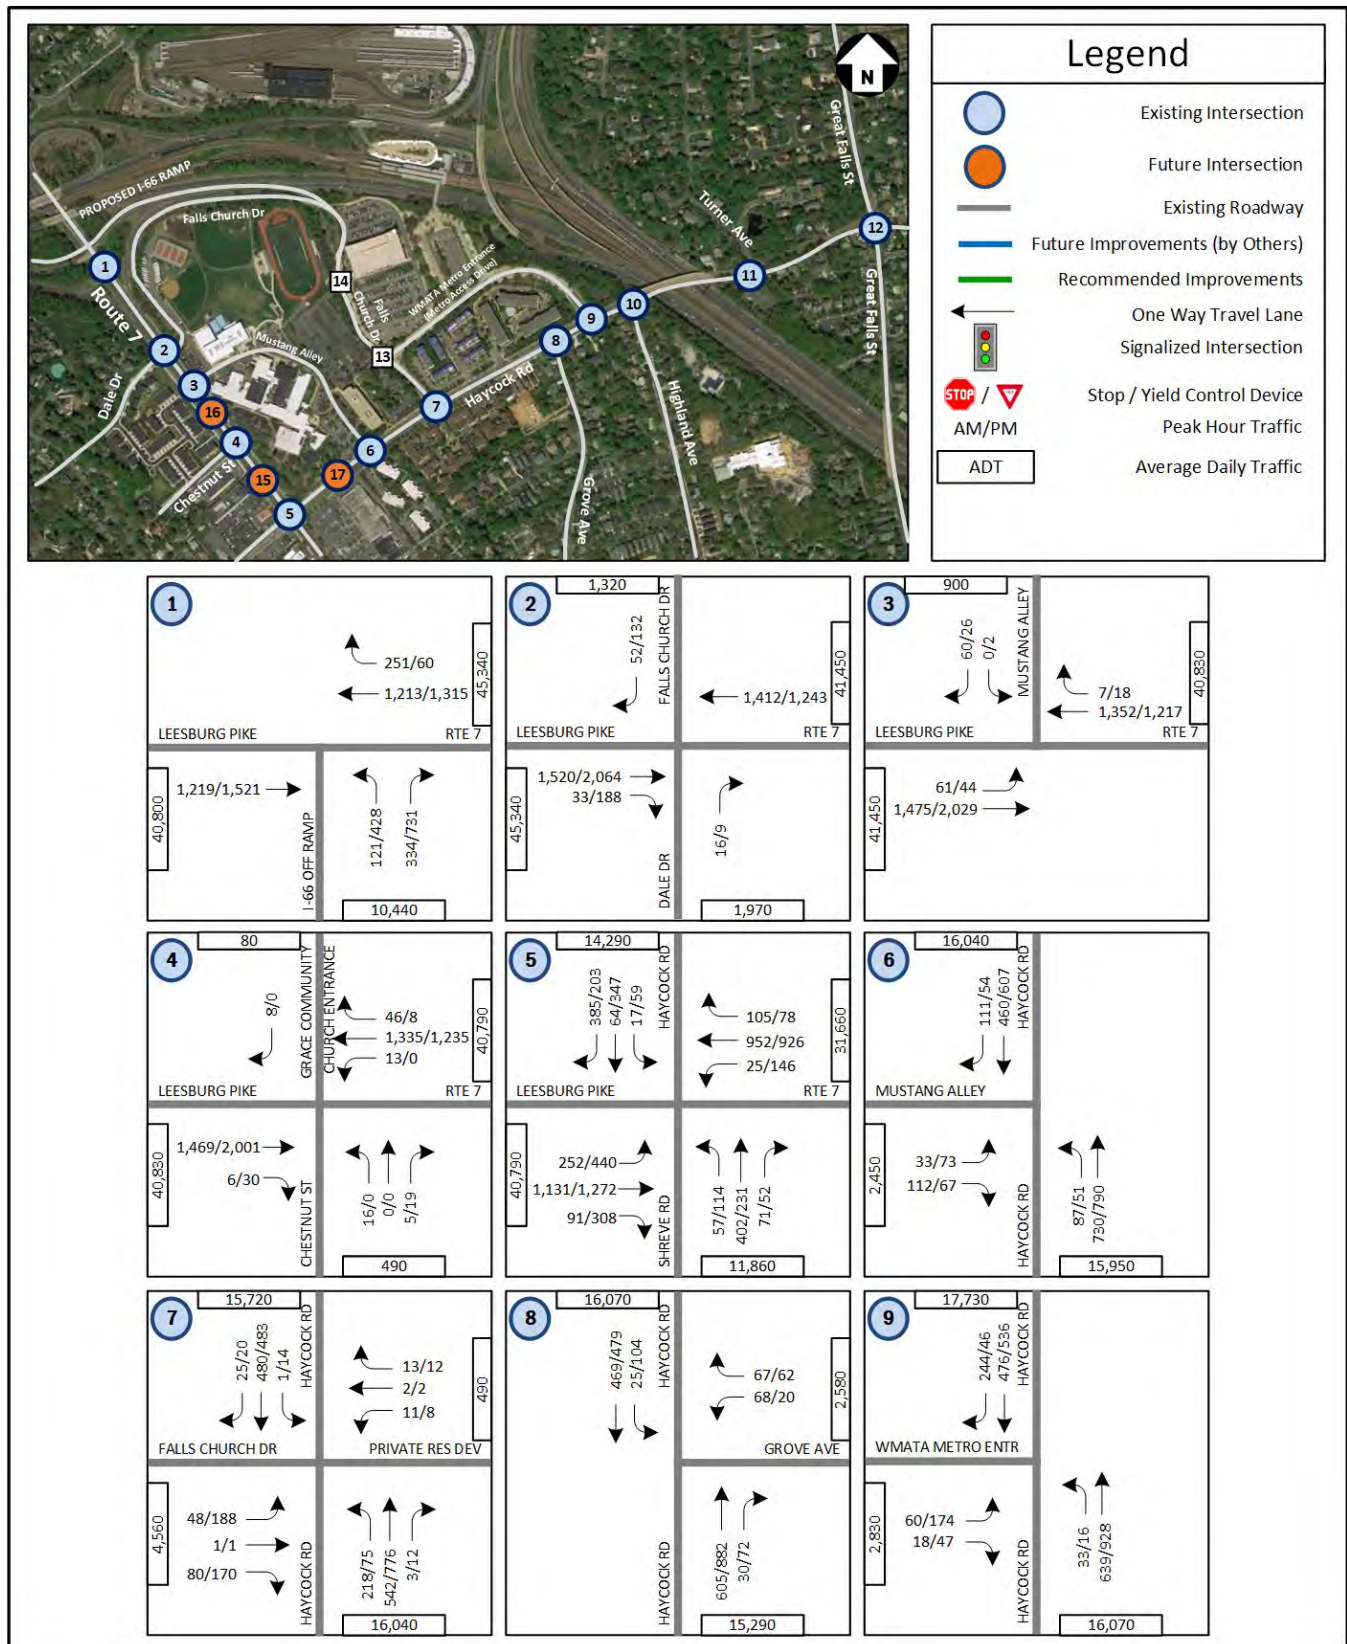 N
PROPOSED I-66 RAMP
Falls Church Dr
Great Falls St
Turner Ave
12
1
14
WMATA Metro Entrance
(Metro Access Drive)
11
Route 7
Falls
Church Dr
10
9
Great Falls St
2
Mustang Alley
13
8
Dale Dr
3
Haycock Rd
16
7
Highland Ave
4
6
Chestnut St
15
17
Grove Ave
5
Legend
Existing Intersection
Future Intersection
Existing Roadway
Future Improvements (by Others)
Recommended Improvements
One Way Travel Lane
Signalized Intersection
STOP / Stop / Yield Control Device
AM/PM Peak Hour Traffic
ADT Average Daily Traffic
1
251/60
1,213/1,315
45,340
LEESBURG PIKE RTE 7
40,800
1,219/1,521
I-66 OFF RAMP
121/428
334/731
10,440
2
1,320
52/132
FALLS CHURCH DR
1,412/1,243
41,450
LEESBURG PIKE RTE 7
45,340
1,520/2,064
33/188
DALE DR
16/9
1,970
3
900
60/26
0/2
MUSTANG ALLEY
7/18
1,352/1,217
40,830
LEESBURG PIKE RTE 7
41,450
61/44
1,475/2,029
4
80
8/0
GRACE COMMUNITY
CHURCH ENTRANCE
46/8
1,335/1,235
13/0
40,790
LEESBURG PIKE RTE 7
40,830
1,469/2,001
6/30
CHESTNUT ST
16/0
0/0
5/19
490
5
14,290
385/203
64/347
17/59
HAYCOCK RD
105/78
952/926
25/146
31,660
LEESBURG PIKE RTE 7
40,790
252/440
1,131/1,272
91/308
SHREVE RD
57/114
402/231
71/52
11,860
6
16,040
111/54
460/607
HAYCOCK RD
MUSTANG ALLEY
2,450
33/73
112/67
HAYCOCK RD
87/51
730/790
15,950
7
15,720
25/20
480/483
1/14
HAYCOCK RD
13/12
2/2
11/8
490
FALLS CHURCH DR PRIVATE RES DEV
4,560
48/188
1/1
80/170
HAYCOCK RD
218/75
542/776
3/12
16,040
8
16,070
469/479
25/104
HAYCOCK RD
67/62
68/20
2,580
GROVE AVE
HAYCOCK RD
605/882
30/72
15,290
9
17,730
244/46
476/536
HAYCOCK RD
WMATA METRO ENTR
2,830
60/174
18/47
HAYCOCK RD
33/16
639/928
16,070